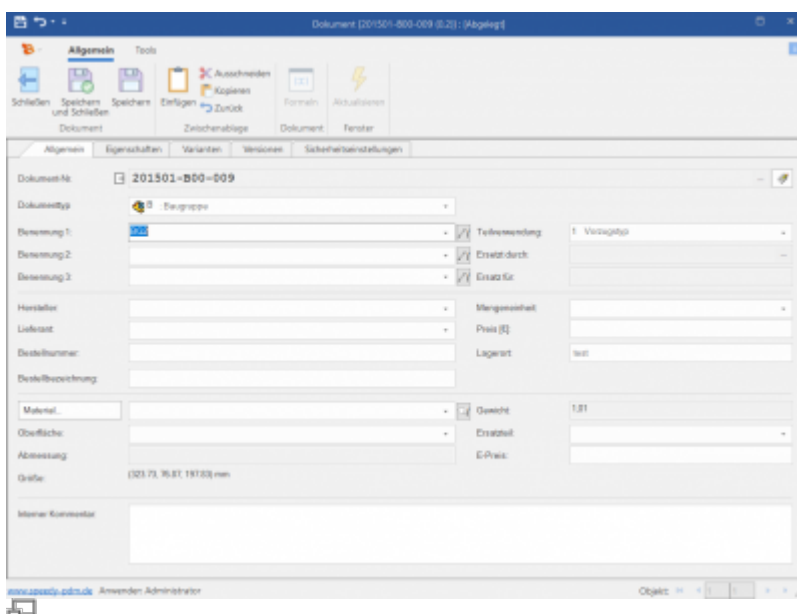 Dokument [201501-B00-009 (0.2)] : [Abgelegt]
Allgemein Tools
Schließen Speichern und Schließen Speichern Einfügen Ausschneiden Kopieren Zurück Formeln Aktualisieren
Dokument Zwischenablage Dokument Fenster
Allgemein Eigenschaften Varianten Versionen Sicherheitseinstellungen
Dokument-Nr. 201501-B00-009
Dokumenttyp B : Baugruppe
Benennung 1: Teilverwendung: 1: Vorzugstyp
Benennung 2: Ersetzt durch:
Benennung 3: Ersatz für:
Hersteller: Mengeneinheit:
Lieferant: Preis [€]:
Bestellnummer: Lagerort: test
Bestellbezeichnung:
Material... Gewicht: 1,01
Oberfläche: Ersatzteil:
Abmessung: E-Preis:
Größe: (323.73, 76.87, 197.83) mm
Interner Kommentar:
www.speedy-pdm.de Anwender: Administrator Objekt: